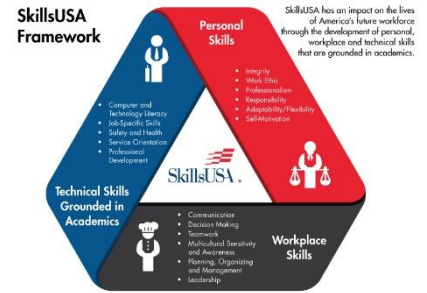 SkillsUSA
Framework
SkillsUSA has an impact on the lives
of America's future workforce
through the development of personal,
workplace and technical skills
that are grounded in academics.
Personal
Skills
• Integrity
• Work Ethic
• Professionalism
• Responsibility
• Adaptability/Flexibility
• Self-Motivation
• Computer and
Technology Literacy
• Job-Specific Skills
• Safety and Health
• Service Orientation
• Professional
Development
SkillsUSA.
Technical Skills
Grounded in
Academics
• Communication
• Decision Making
• Teamwork
• Multicultural Sensitivity
and Awareness
• Planning, Organizing
and Management
• Leadership
Workplace
Skills